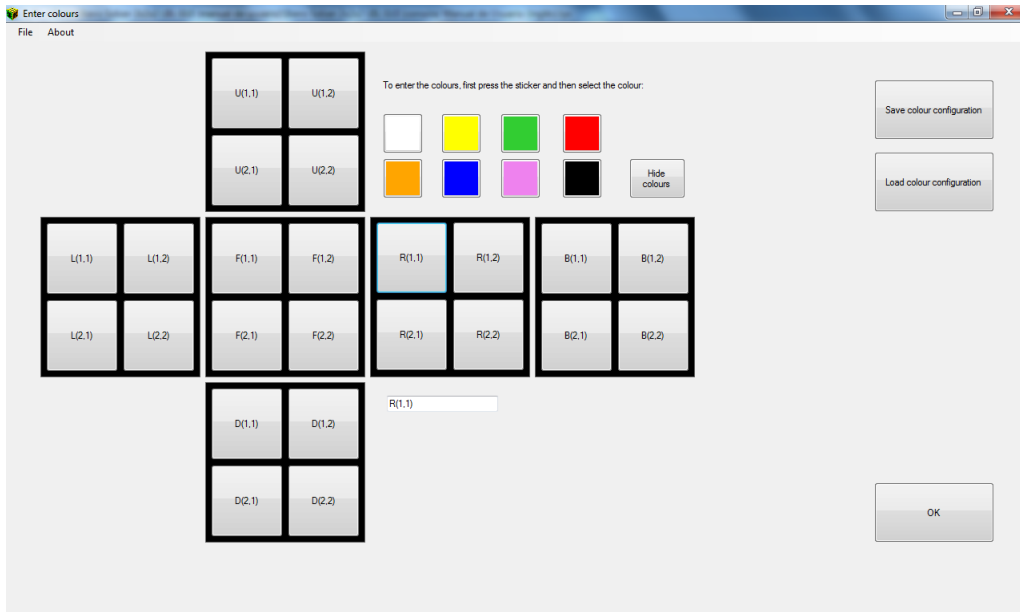 Enter colours
File About
U(1,1) U(1,2)
To enter the colours, first press the sticker and then select the colour:
Save colour configuration
U(2,1) U(2,2)
Hide
colours
Load colour configuration
L(1,1) L(1,2) F(1,1) F(1,2) R(1,1) R(1,2) B(1,1) B(1,2)
L(2,1) L(2,2) F(2,1) F(2,2) R(2,1) R(2,2) B(2,1) B(2,2)
R(1,1)
D(1,1) D(1,2)
D(2,1) D(2,2)
OK